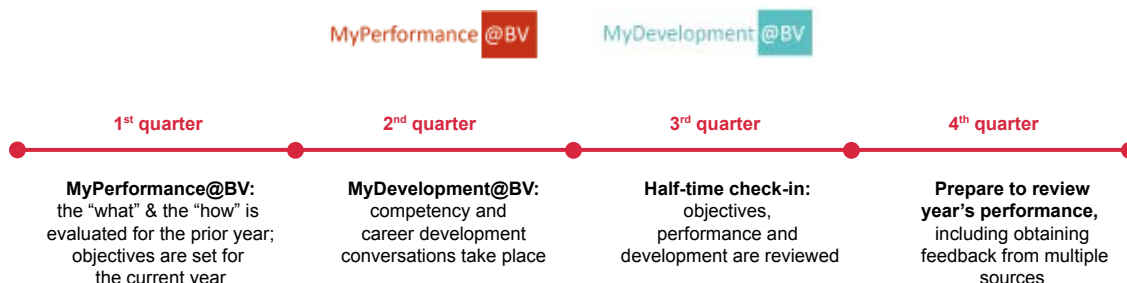 MyPerformance @BV
MyDevelopment @BV
1st quarter
2nd quarter
3rd quarter
4th quarter
MyPerformance@BV:
the “what” & the “how” is
evaluated for the prior year;
objectives are set for
the current year
MyDevelopment@BV:
competency and
career development
conversations take place
Half-time check-in:
objectives,
performance and
development are reviewed
Prepare to review
year’s performance,
including obtaining
feedback from multiple
sources